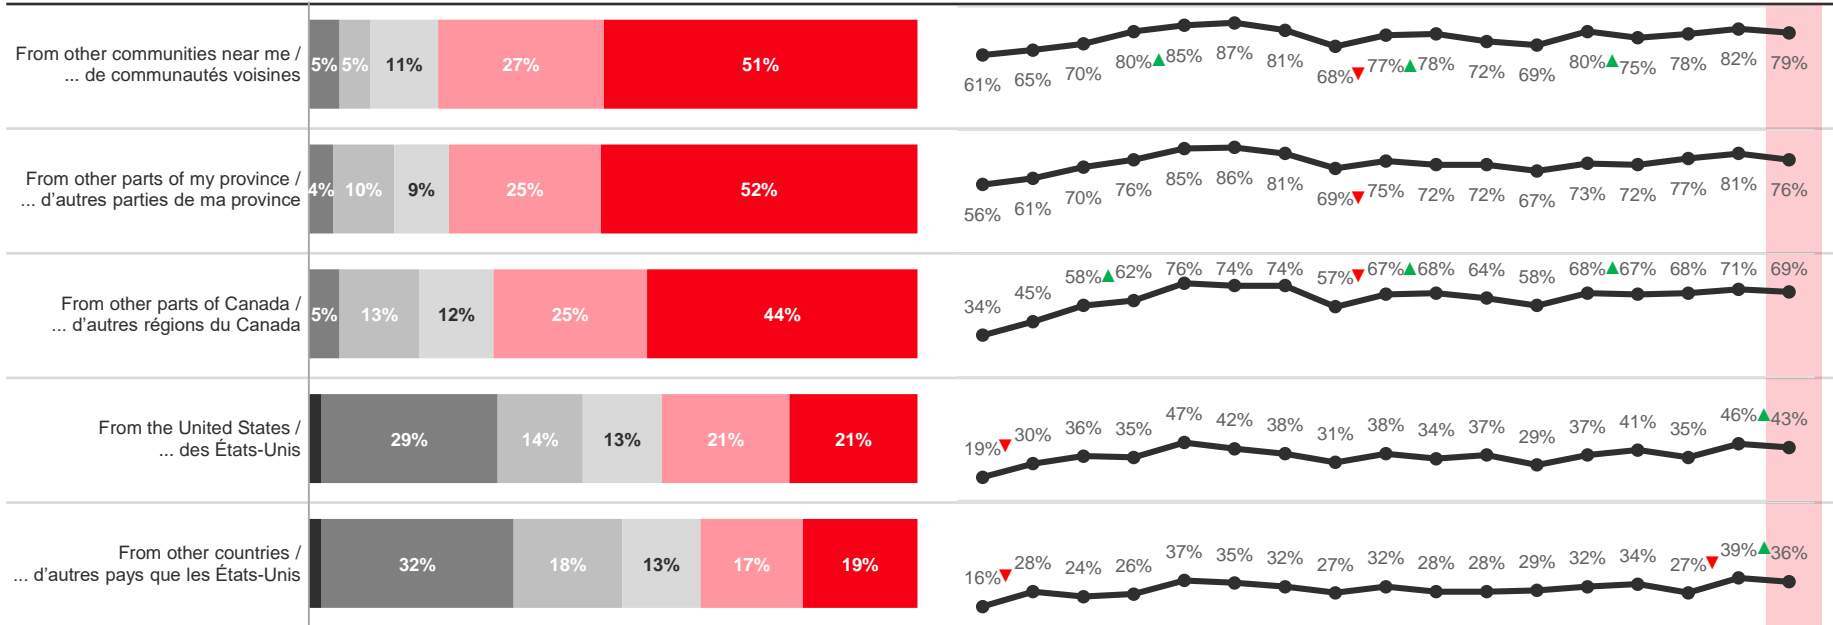 From other communities near me /
... de communautés voisines
5% 5% 11% 27% 51%
61% 65% 70% 80%▲ 85% 87% 81% 68%▼ 77%▲ 78% 72% 69% 80%▲ 75% 78% 82% 79%
From other parts of my province /
... d'autres parties de ma province
4% 10% 9% 25% 52%
56% 61% 70% 76% 85% 86% 81% 69%▼ 75% 72% 72% 67% 73% 72% 77% 81% 76%
From other parts of Canada /
... d'autres régions du Canada
5% 13% 12% 25% 44%
34% 45% 58%▲ 62% 76% 74% 74% 57%▼ 67%▲ 68% 64% 58% 68%▲ 67% 68% 71% 69%
From the United States /
... des États-Unis
29% 14% 13% 21% 21%
19%▼ 30% 36% 35% 47% 42% 38% 31% 38% 34% 37% 29% 37% 41% 35% 46%▲ 43%
From other countries /
... d'autres pays que les États-Unis
32% 18% 13% 17% 19%
16%▼ 28% 24% 26% 37% 35% 32% 27% 32% 28% 28% 29% 32% 34% 27%▼ 39%▲ 36%